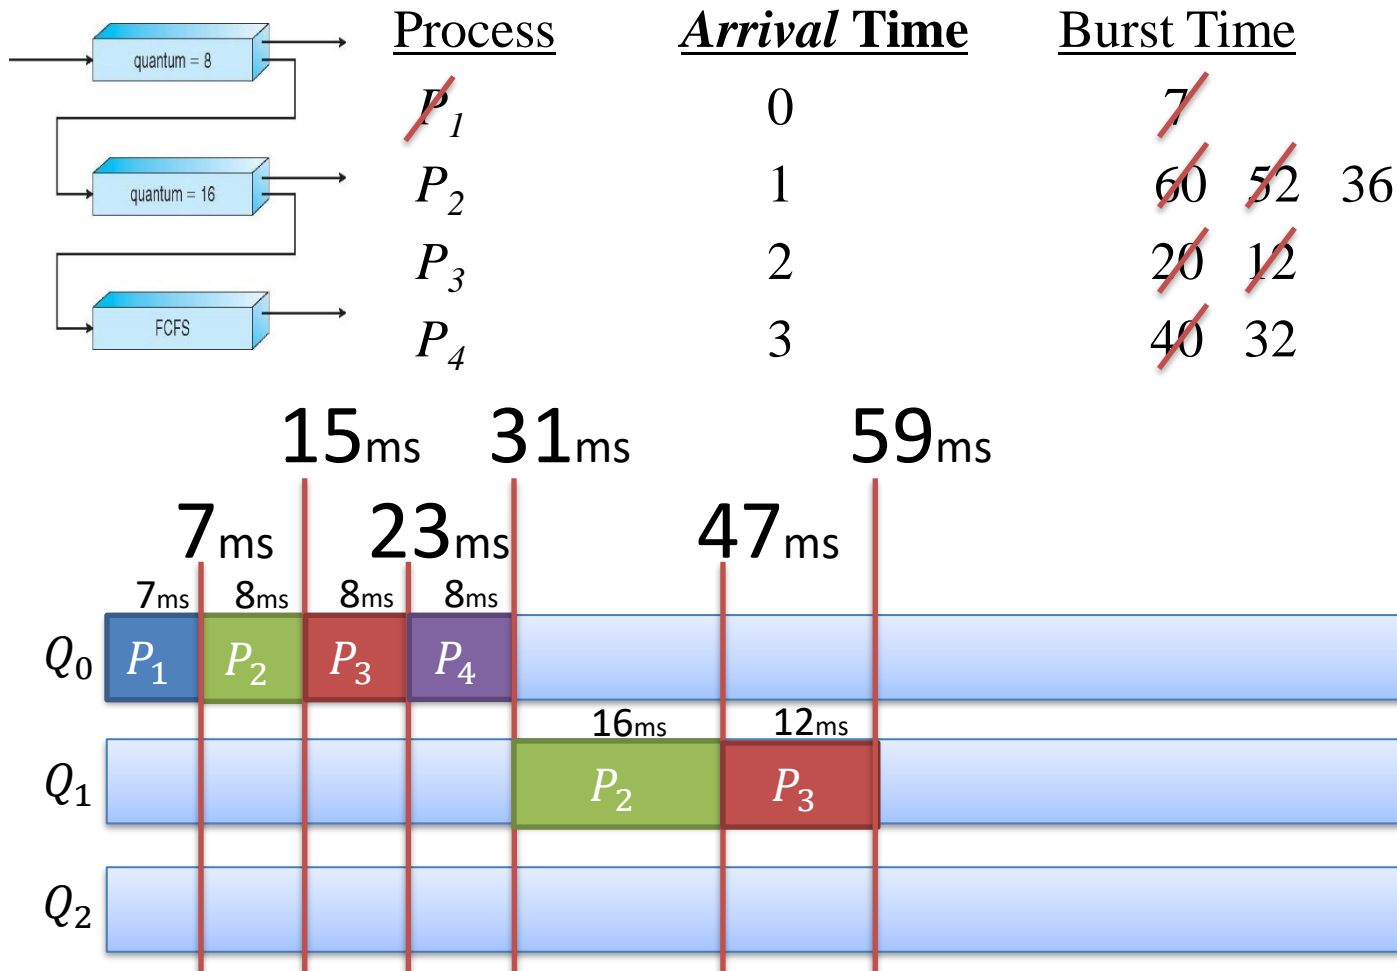 quantum = 8
quantum = 16
FCFS
Process Arrival Time Burst Time
P1 0 7
P2 1 60 52 36
P3 2 20 12
P4 3 40 32
15ms 31ms 59ms
7ms 23ms 47ms
7ms 8ms 8ms 8ms
Q0 P1 P2 P3 P4
16ms 12ms
Q1 P2 P3
Q2